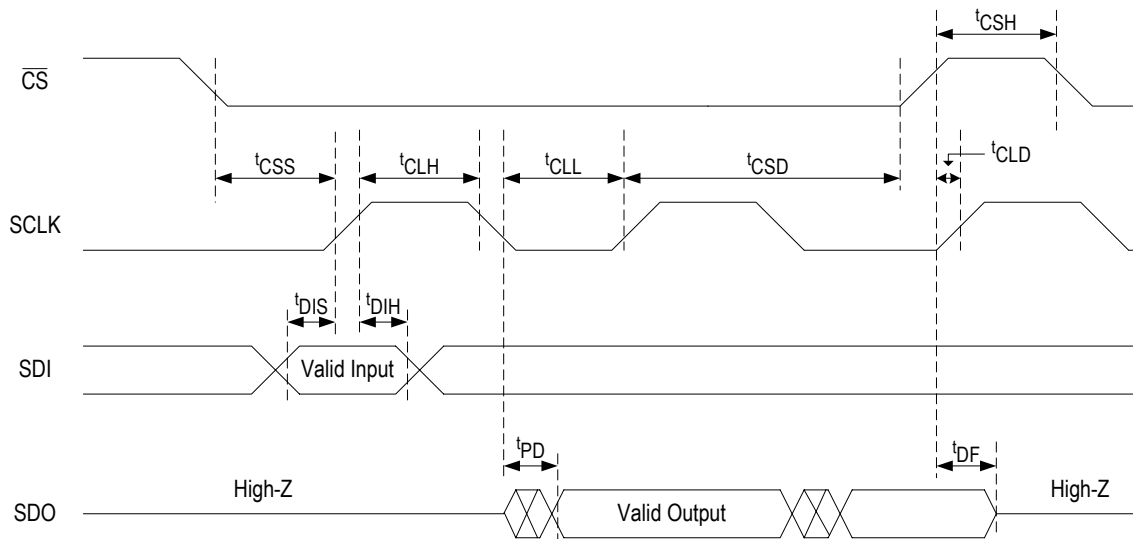 tCSH
C̅S̅
tCSS
tCLH
tCLL
tCSD
tCLD
SCLK
tDIS
tDIH
SDI
Valid Input
tPD
tDF
SDO
High-Z
Valid Output
High-Z